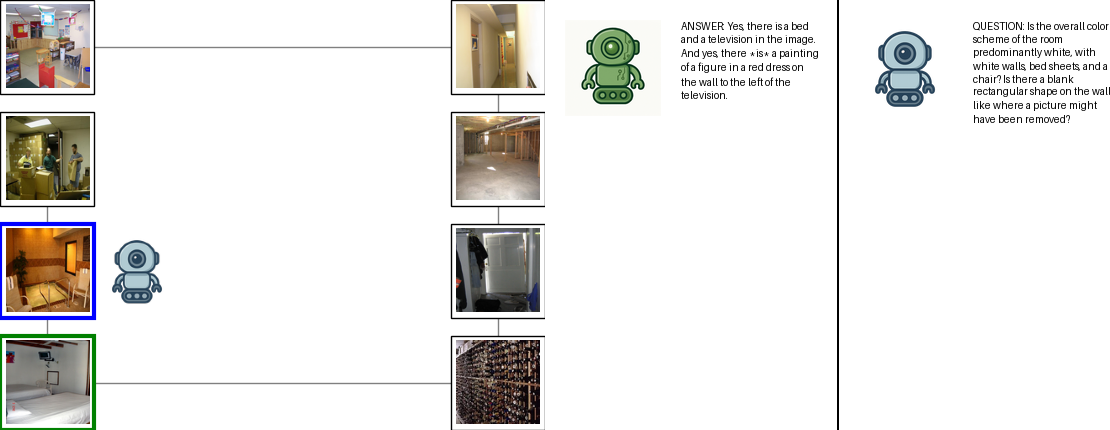 ANSWER: Yes, there is a bed
and a television in the image.
And yes, there *is* a painting
of a figure in a red dress on
the wall to the left of the
television.
QUESTION: Is the overall color
scheme of the room
predominantly white, with
white walls, bed sheets, and a
chair? Is there a blank
rectangular shape on the wall
like where a picture might
have been removed?